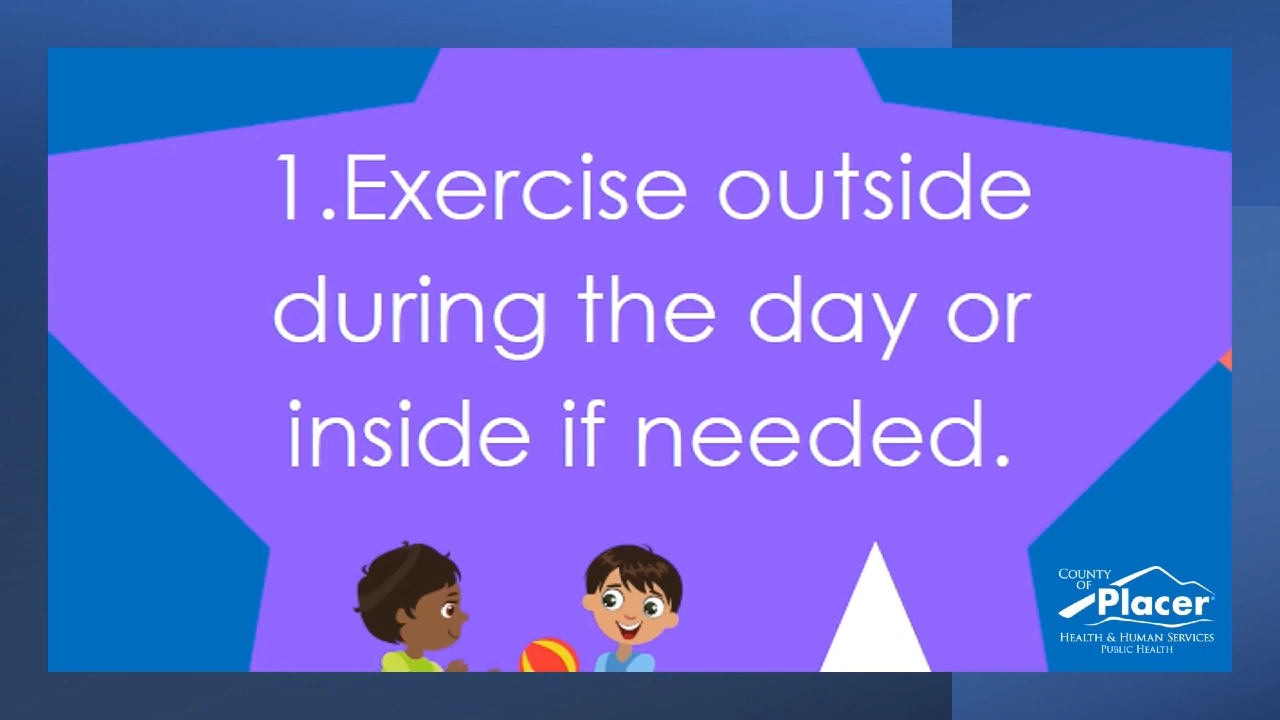 1.Exercise outside
during the day or
inside if needed.
COUNTY
OF
Placer®
HEALTH & HUMAN SERVICES
PUBLIC HEALTH